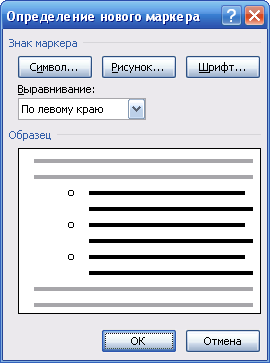 Определение нового маркера
Знак маркера
Символ... Рисунок... Шрифт...
Выравнивание:
По левому краю
Образец
ОК Отмена